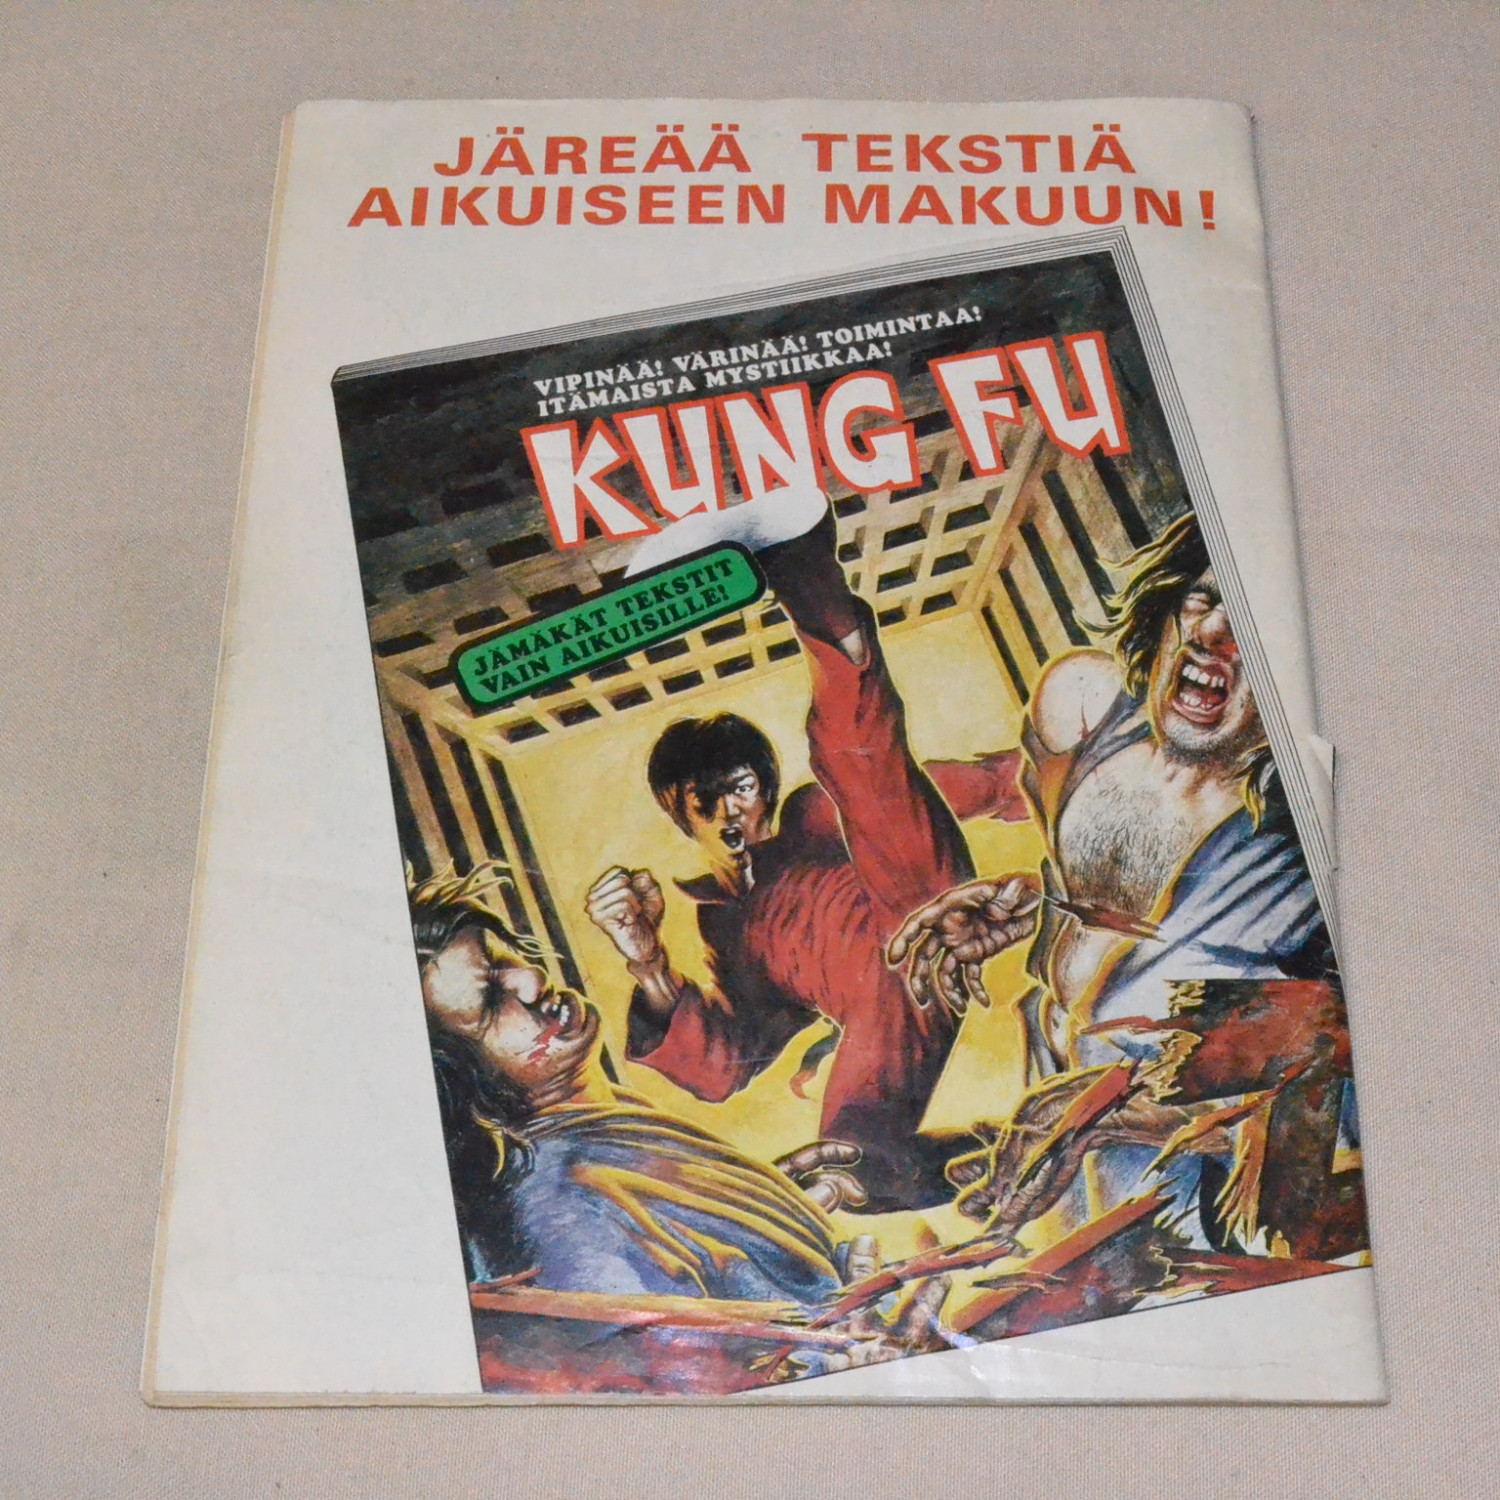 JÄREÄÄ TEKSTIÄ
AIKUISEEN MAKUUN!
VIPINÄÄ! VÄRINÄÄ! TOIMINTAA!
ITÄMAISTA MYSTIIKKAA!
KUNG FU
JÄMÄKÄT TEKSTIT
VAIN AIKUISILLE!